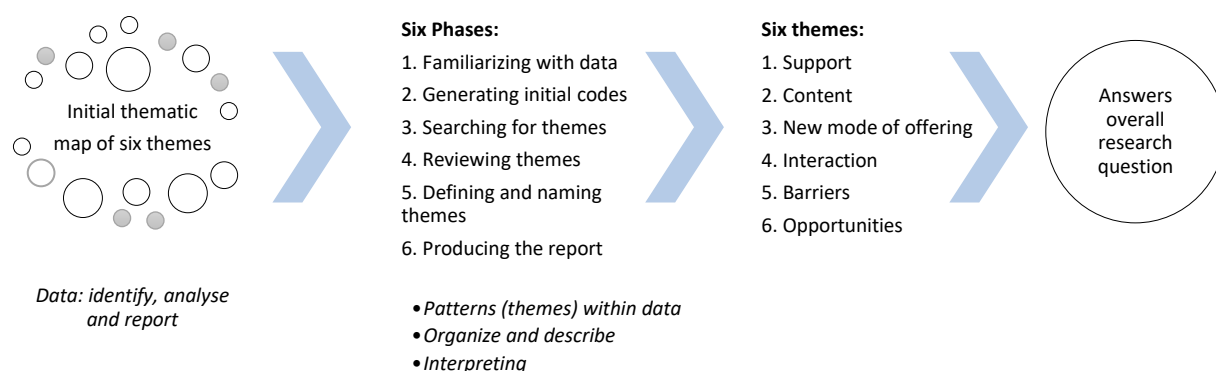 Initial thematic
map of six themes
Data: identify, analyse
and report
Six Phases:
1. Familiarizing with data
2. Generating initial codes
3. Searching for themes
4. Reviewing themes
5. Defining and naming
themes
6. Producing the report
•Patterns (themes) within data
•Organize and describe
•Interpreting
Six themes:
1. Support
2. Content
3. New mode of offering
4. Interaction
5. Barriers
6. Opportunities
Answers
overall
research
question